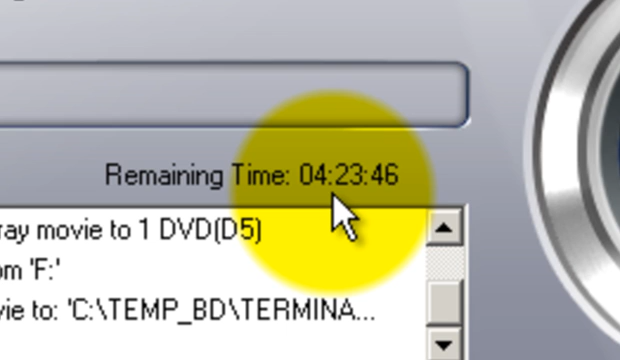 Remaining Time: 04:23:46
ray movie to 1 DVD(D5)
om 'F:'
vie to: 'C:\TEMP_BD\TERMINA...